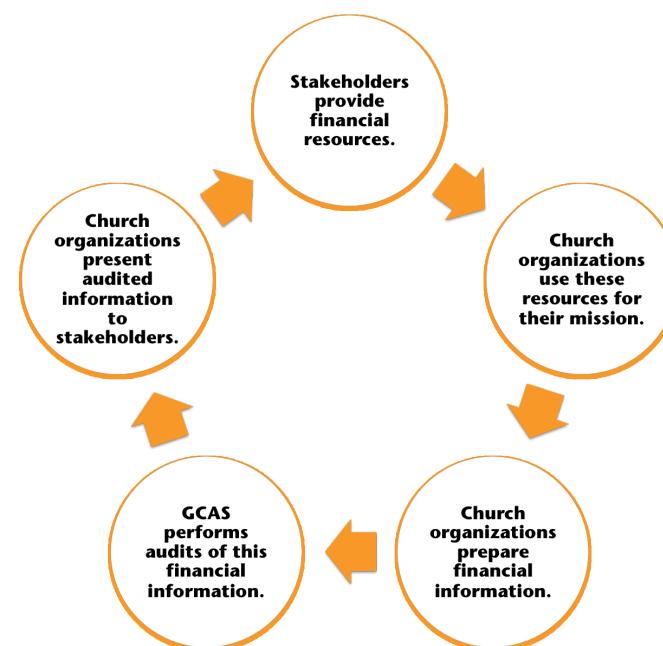 Stakeholders
provide
financial
resources.
Church
organizations
use these
resources for
their mission.
Church
organizations
prepare
financial
information.
GCAS
performs
audits of this
financial
information.
Church
organizations
present
audited
information
to
stakeholders.